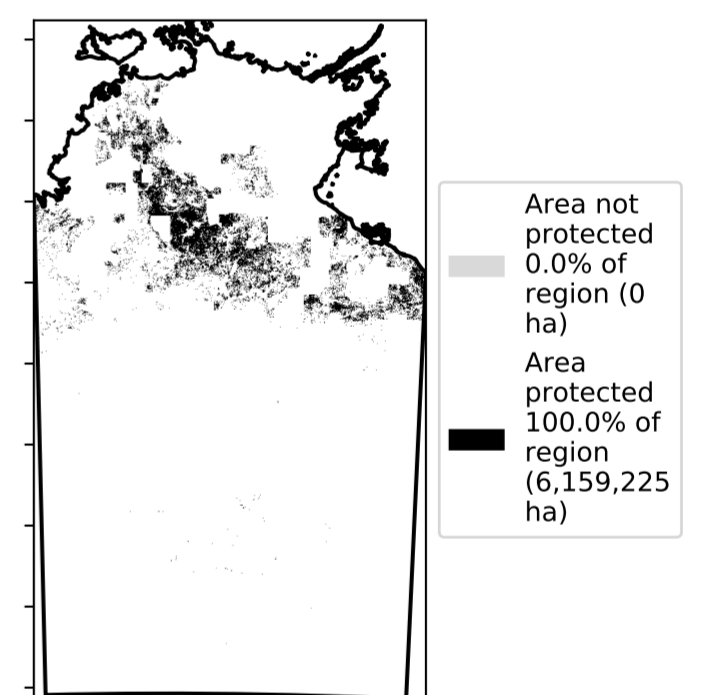 Area not
protected
0.0% of
region (0
ha)
Area
protected
100.0% of
region
(6,159,225
ha)